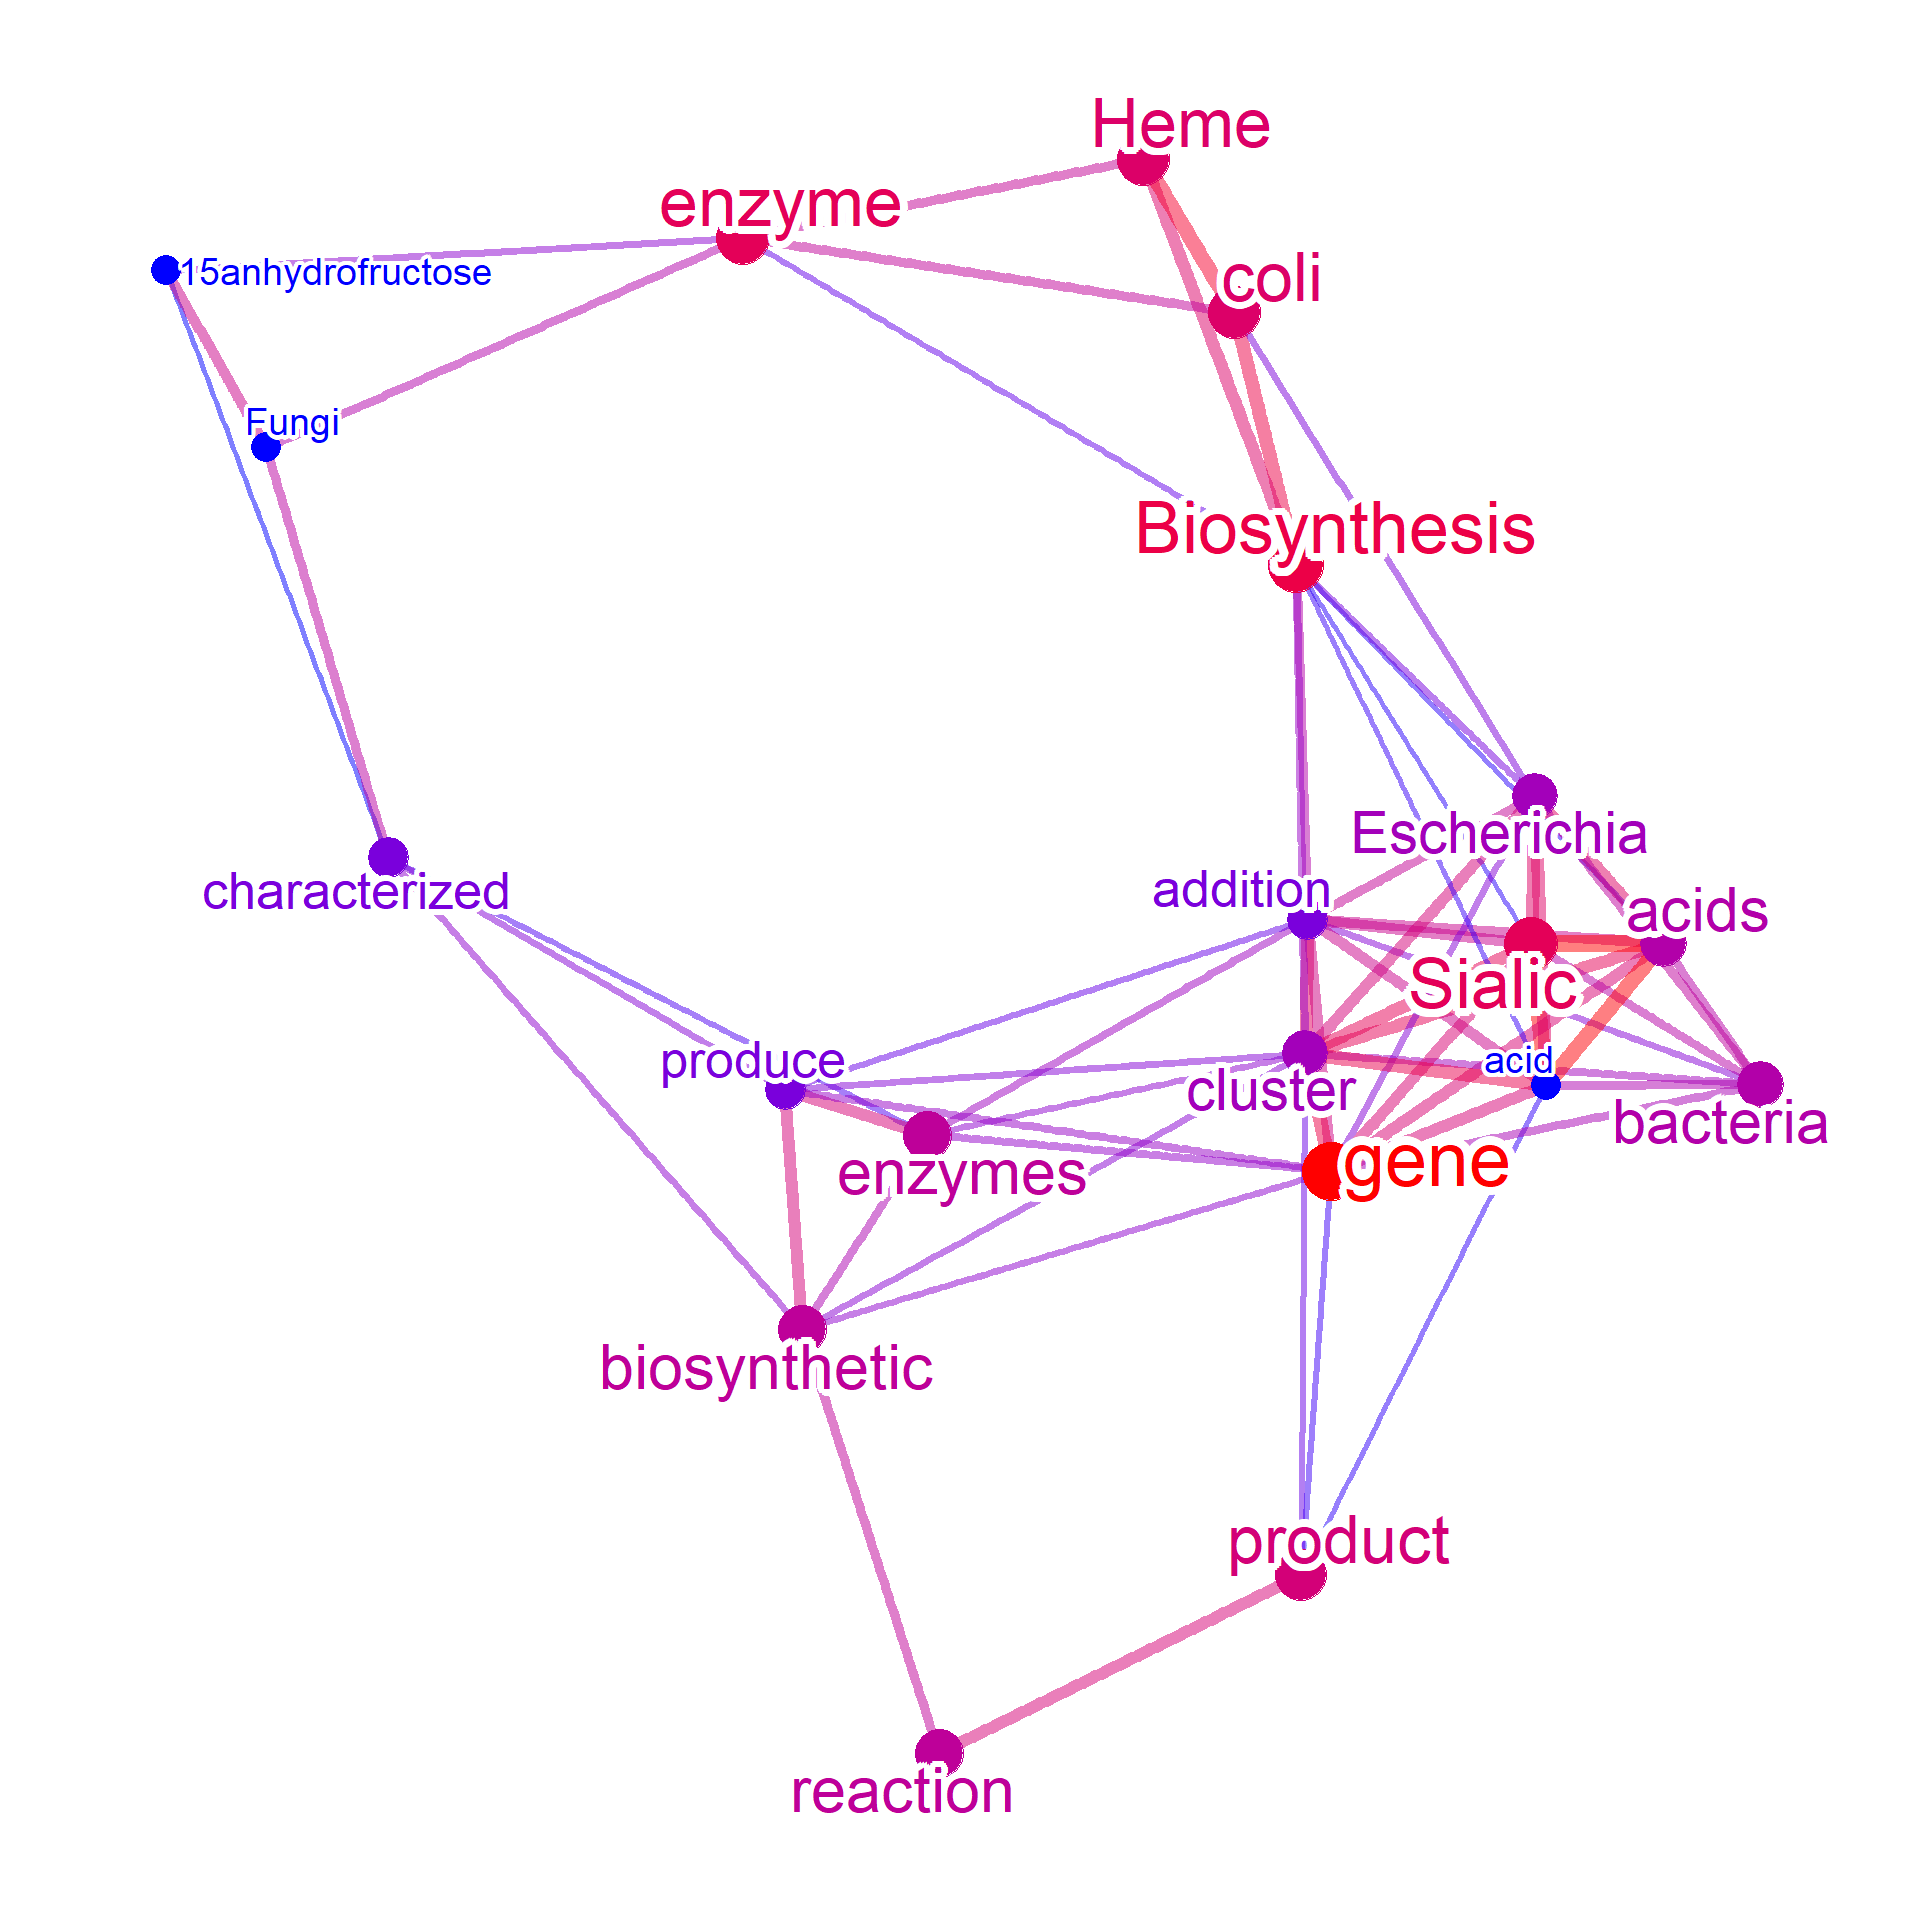 Heme
enzyme
15anhydrofructose
coli
Fungi
Biosynthesis
Escherichia
characterized
addition
acids
Sialic
produce
acid
cluster
bacteria
enzymes
gene
biosynthetic
product
reaction